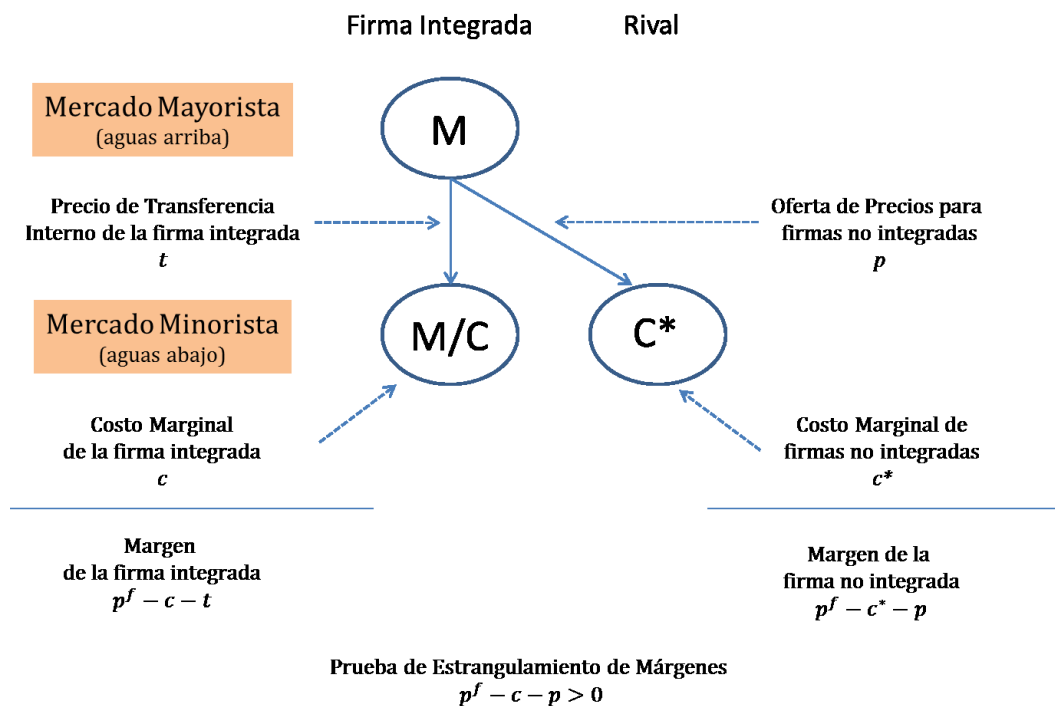 Firma Integrada
Rival
Mercado Mayorista
(aguas arriba)
M
Precio de Transferencia
Interno de la firma integrada
t
Oferta de Precios para
firmas no integradas
p
Mercado Minorista
(aguas abajo)
M/C
C*
Costo Marginal
de la firma integrada
c
Costo Marginal de
firmas no integradas
c*
Margen
de la firma integrada
p^f − c − t
Margen de la
firma no integrada
p^f − c* − p
Prueba de Estrangulamiento de Márgenes
p^f − c − p > 0